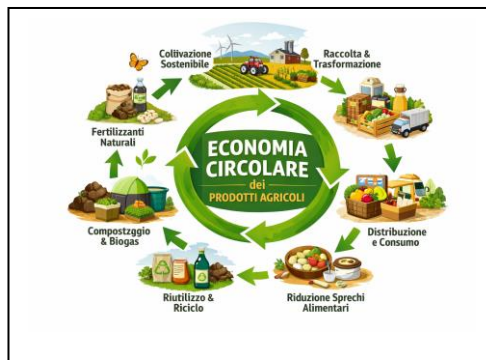 Coltivazione
Sostenibile
Raccolta &
Trasformazione
Fertilizzanti
Naturali
ECONOMIA
CIRCOLARE
dei
PRODOTTI AGRICOLI
Compostzggio
& Biogas
Distribuzione
e Consumo
Riutilizzo &
Riciclo
Riduzione Sprechi
Alimentari